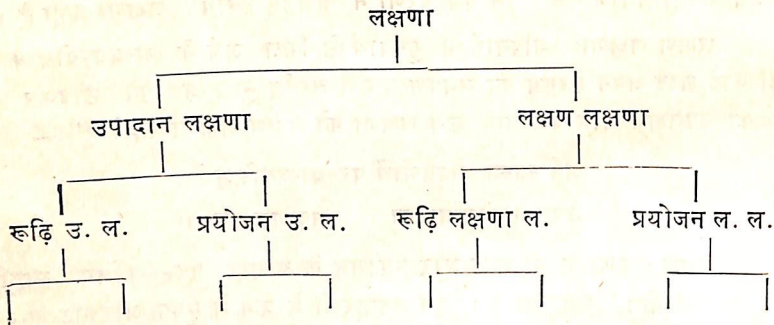 लक्षणा
उपादान लक्षणा लक्षण लक्षणा
रूढ़ि उ. ल. प्रयोजन उ. ल. रूढ़ि लक्षणा ल. प्रयोजन ल. ल.